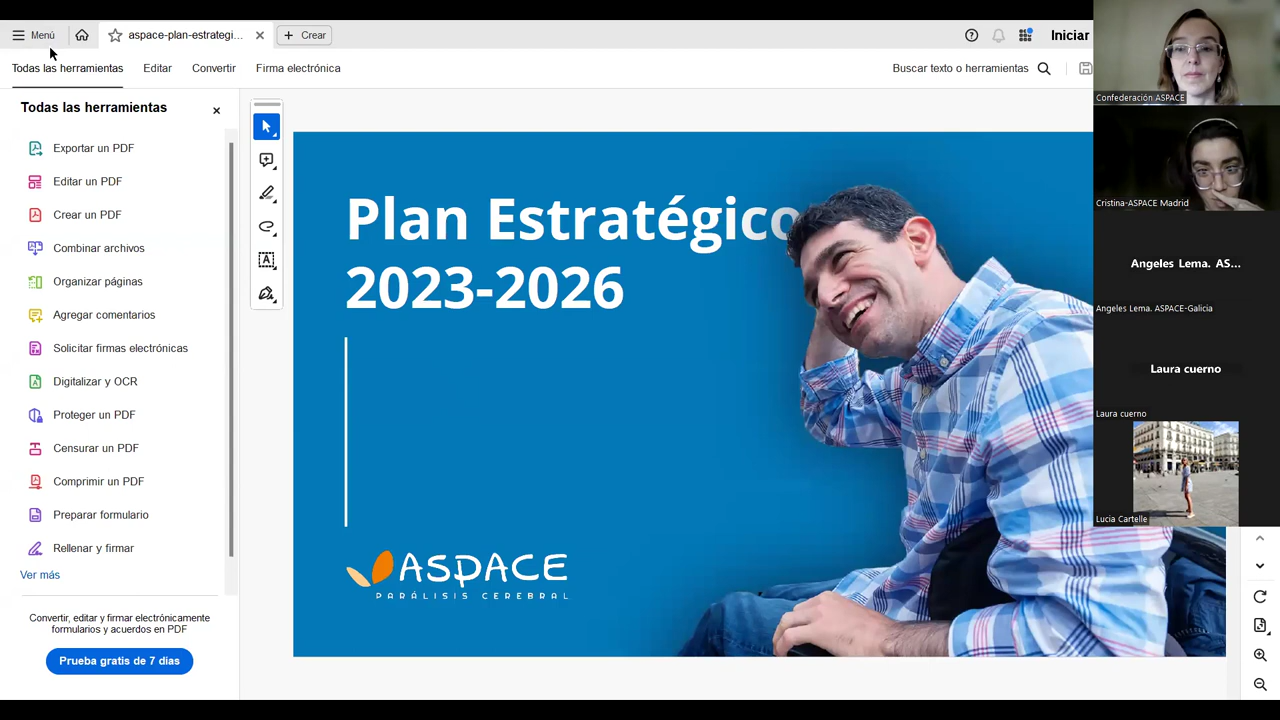 Menú
aspace-plan-estrategi...
Crear
Iniciar
Todas las herramientas
Editar
Convertir
Firma electrónica
Buscar texto o herramientas
Todas las herramientas
Exportar un PDF
Editar un PDF
Crear un PDF
Combinar archivos
Organizar páginas
Agregar comentarios
Solicitar firmas electrónicas
Digitalizar y OCR
Proteger un PDF
Censurar un PDF
Comprimir un PDF
Preparar formulario
Rellenar y firmar
Ver más
Convertir, editar y firmar electrónicamente
formularios y acuerdos en PDF
Prueba gratis de 7 días
Plan Estratégico
2023-2026
ASPACE
PARÁLISIS CEREBRAL
Confederación ASPACE
Cristina-ASPACE Madrid
Angeles Lema. AS...
Angeles Lema. ASPACE-Galicia
Laura cuerno
Laura cuerno
Lucia Cartelle